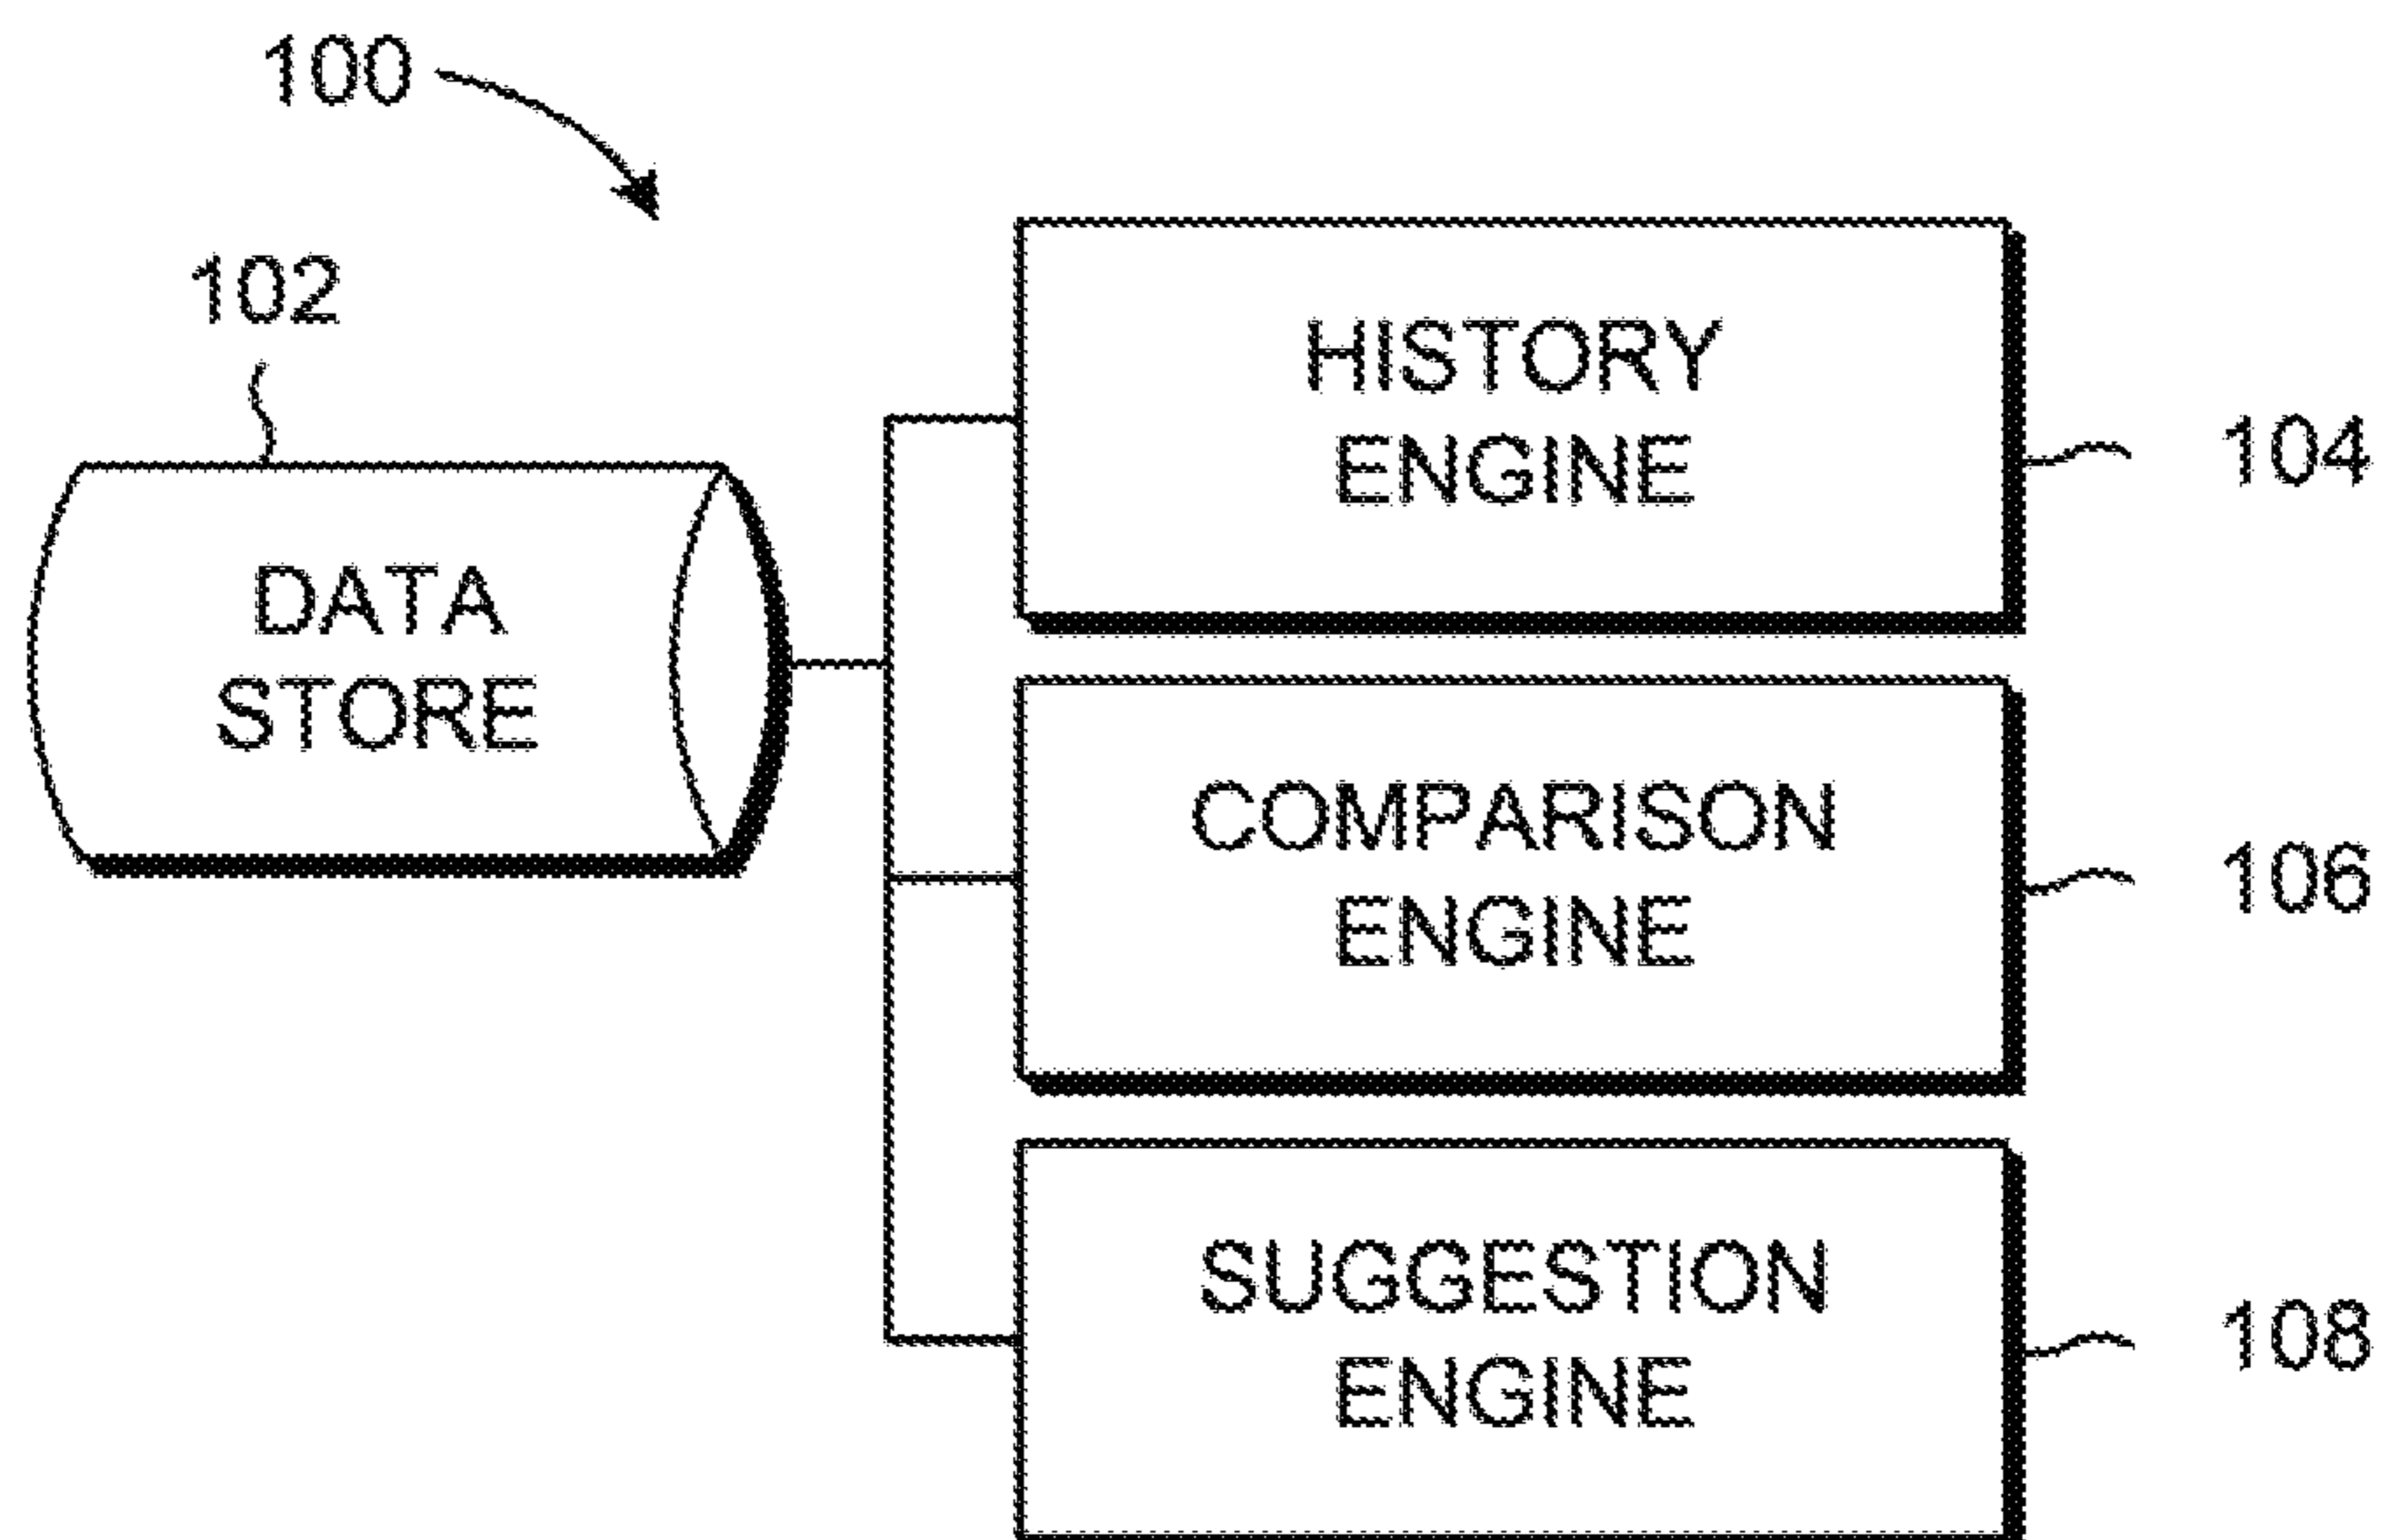 100
102
DATA
STORE
HISTORY
ENGINE
104
COMPARISON
ENGINE
106
SUGGESTION
ENGINE
108